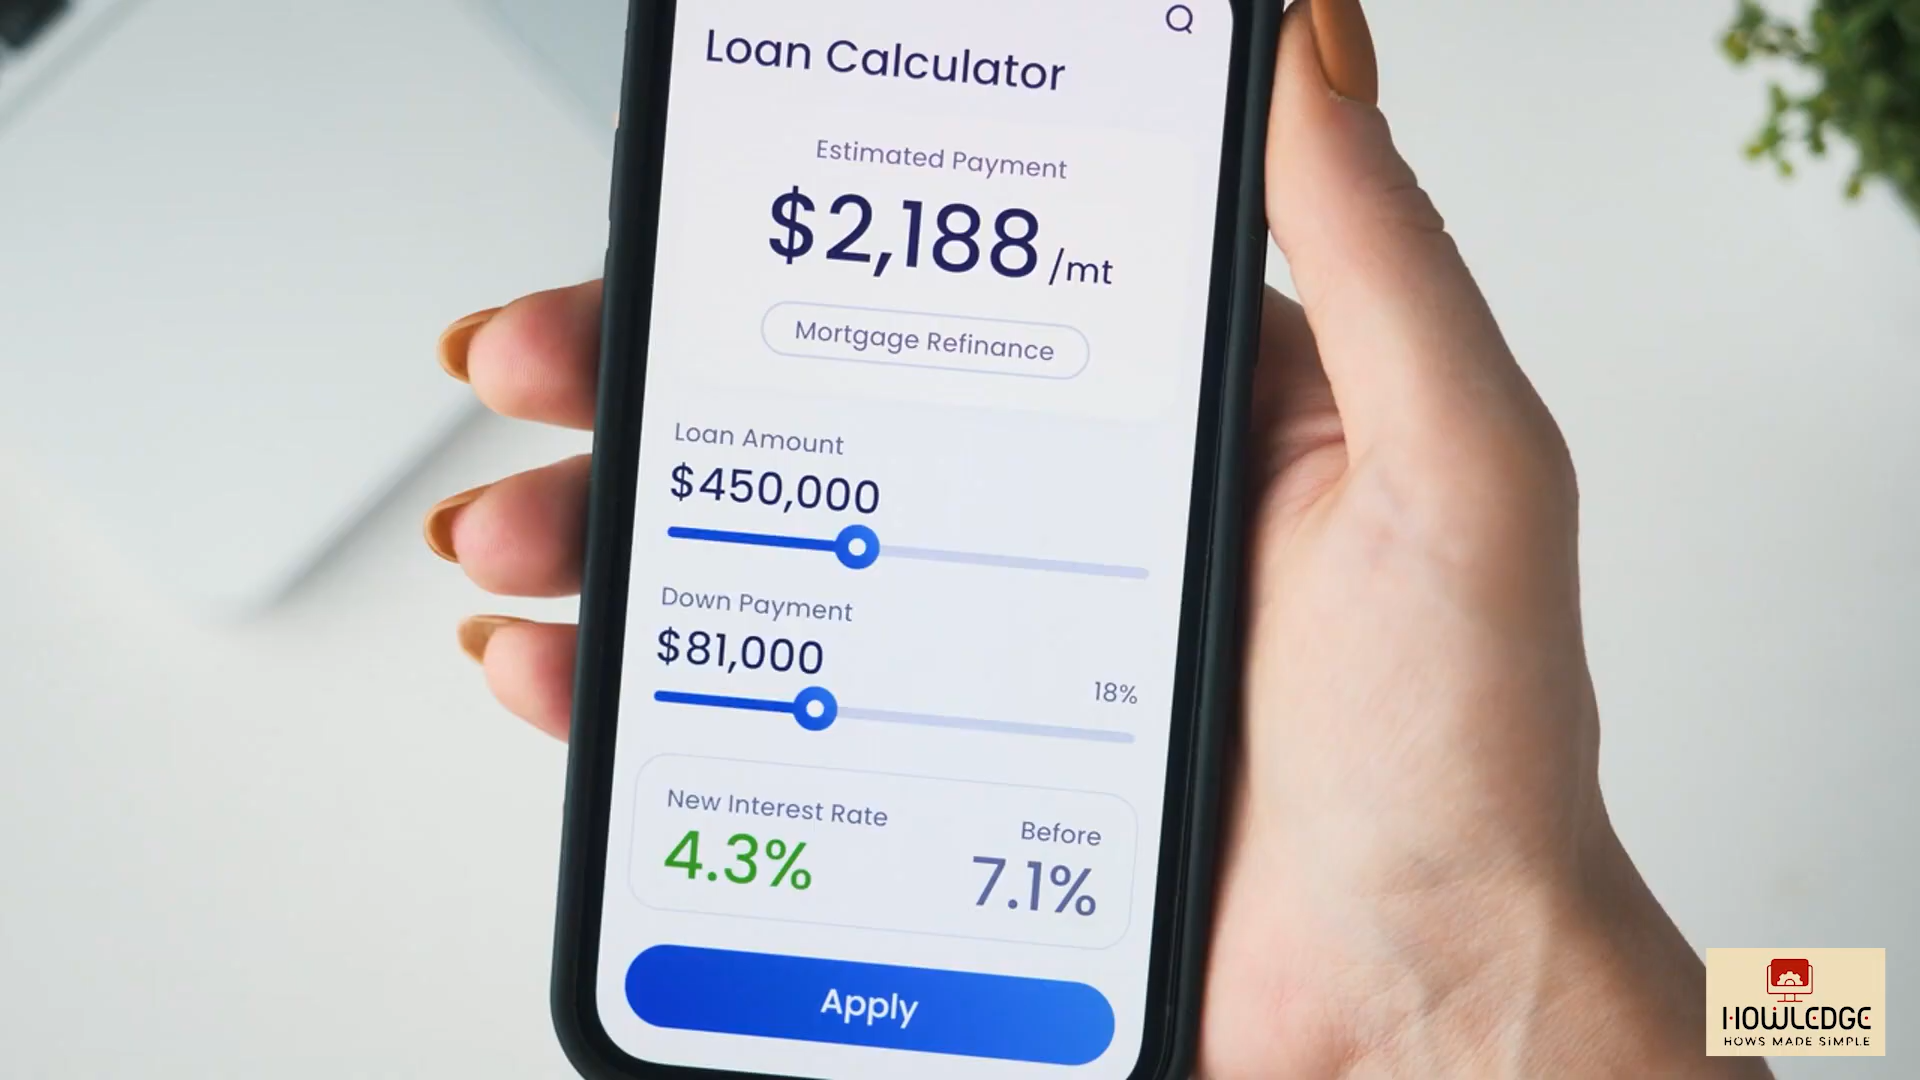 Loan Calculator
Estimated Payment
$2,188 /mt
Mortgage Refinance
Loan Amount
$450,000
Down Payment
$81,000
18%
New Interest Rate
Before
4.3%
7.1%
Apply
HOWLEDGE
HOWS MADE SiMPLE